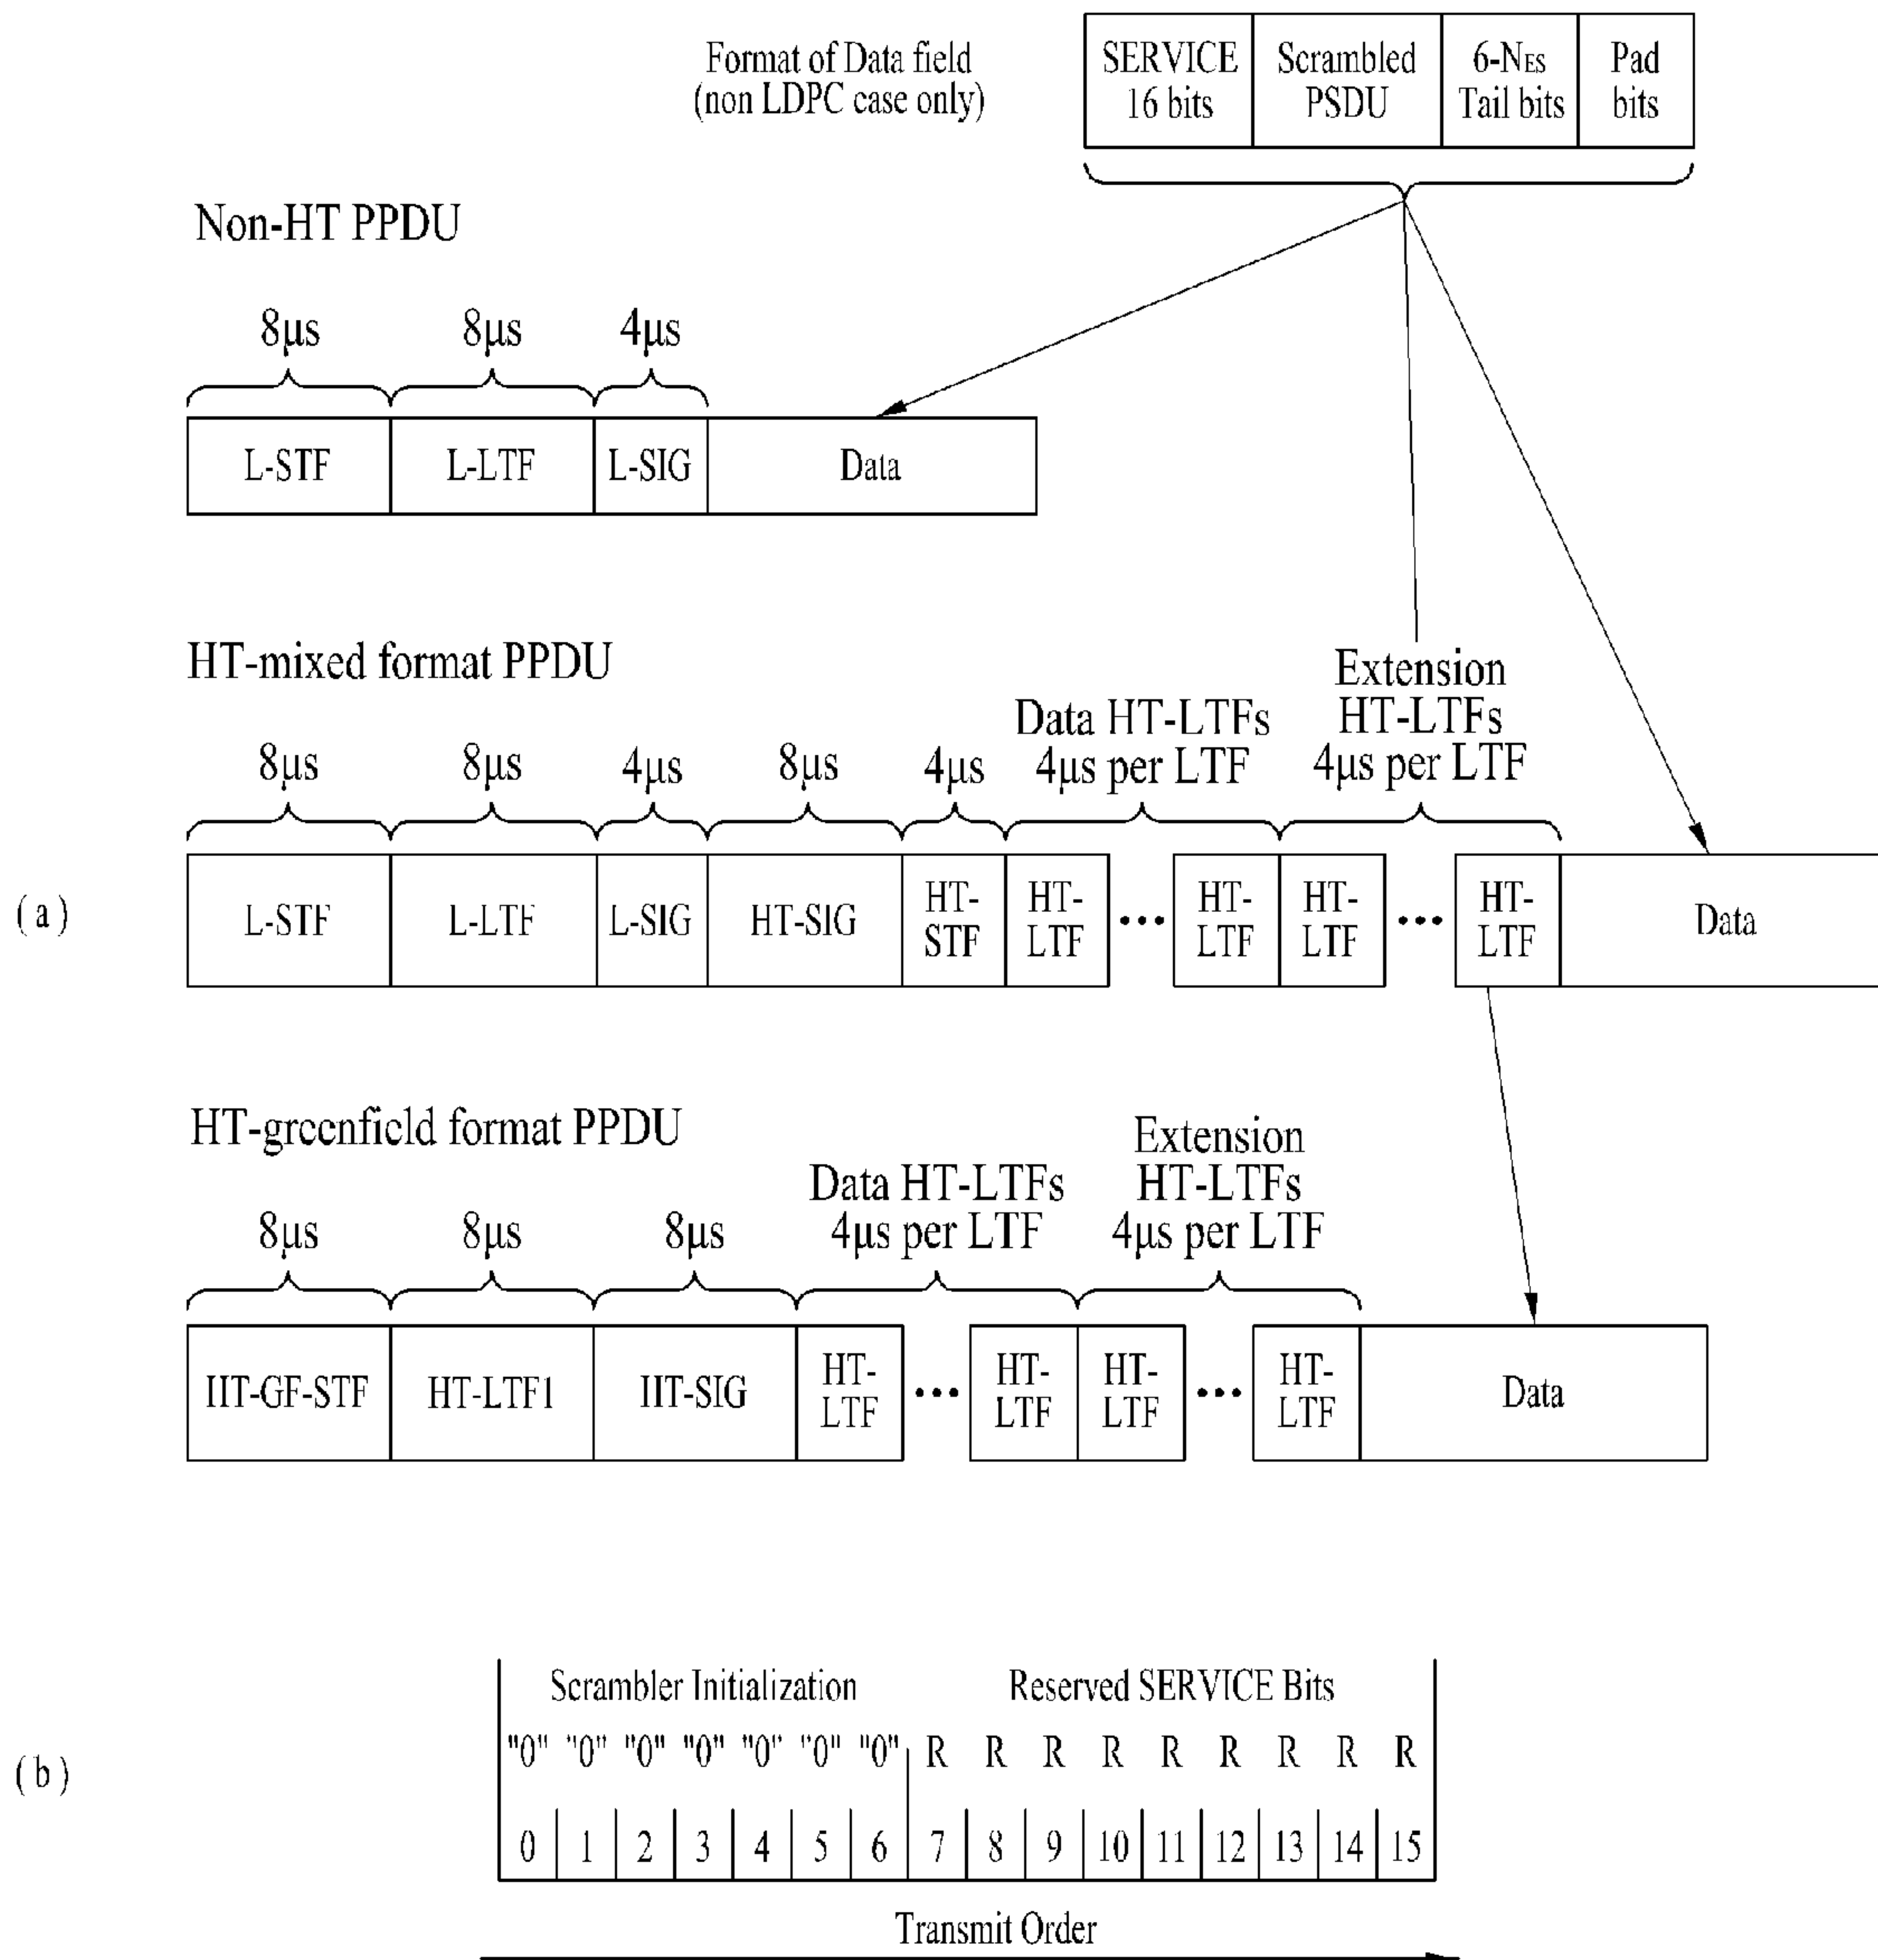 Format of Data field
(non LDPC case only)
SERVICE
16 bits
Scrambled
PSDU
6-NES
Tail bits
Pad
bits
Non-HT PPDU
8μs 8μs 4μs
L-STF L-LTF L-SIG Data
HT-mixed format PPDU
8μs 8μs 4μs 8μs 4μs
Data HT-LTFs
4μs per LTF
Extension
HT-LTFs
4μs per LTF
(a)
L-STF L-LTF L-SIG HT-SIG
HT-
STF
HT-
LTF
...
HT-
LTF
HT-
LTF
...
HT-
LTF
Data
HT-greenfield format PPDU
8μs 8μs 8μs
Data HT-LTFs
4μs per LTF
Extension
HT-LTFs
4μs per LTF
HT-GF-STF HT-LTF1 HT-SIG
HT-
LTF
...
HT-
LTF
HT-
LTF
...
HT-
LTF
Data
(b)
Scrambler Initialization Reserved SERVICE Bits
"0" "0" "0" "0" "0" "0" "0" R R R R R R R R R
0 1 2 3 4 5 6 7 8 9 10 11 12 13 14 15
Transmit Order